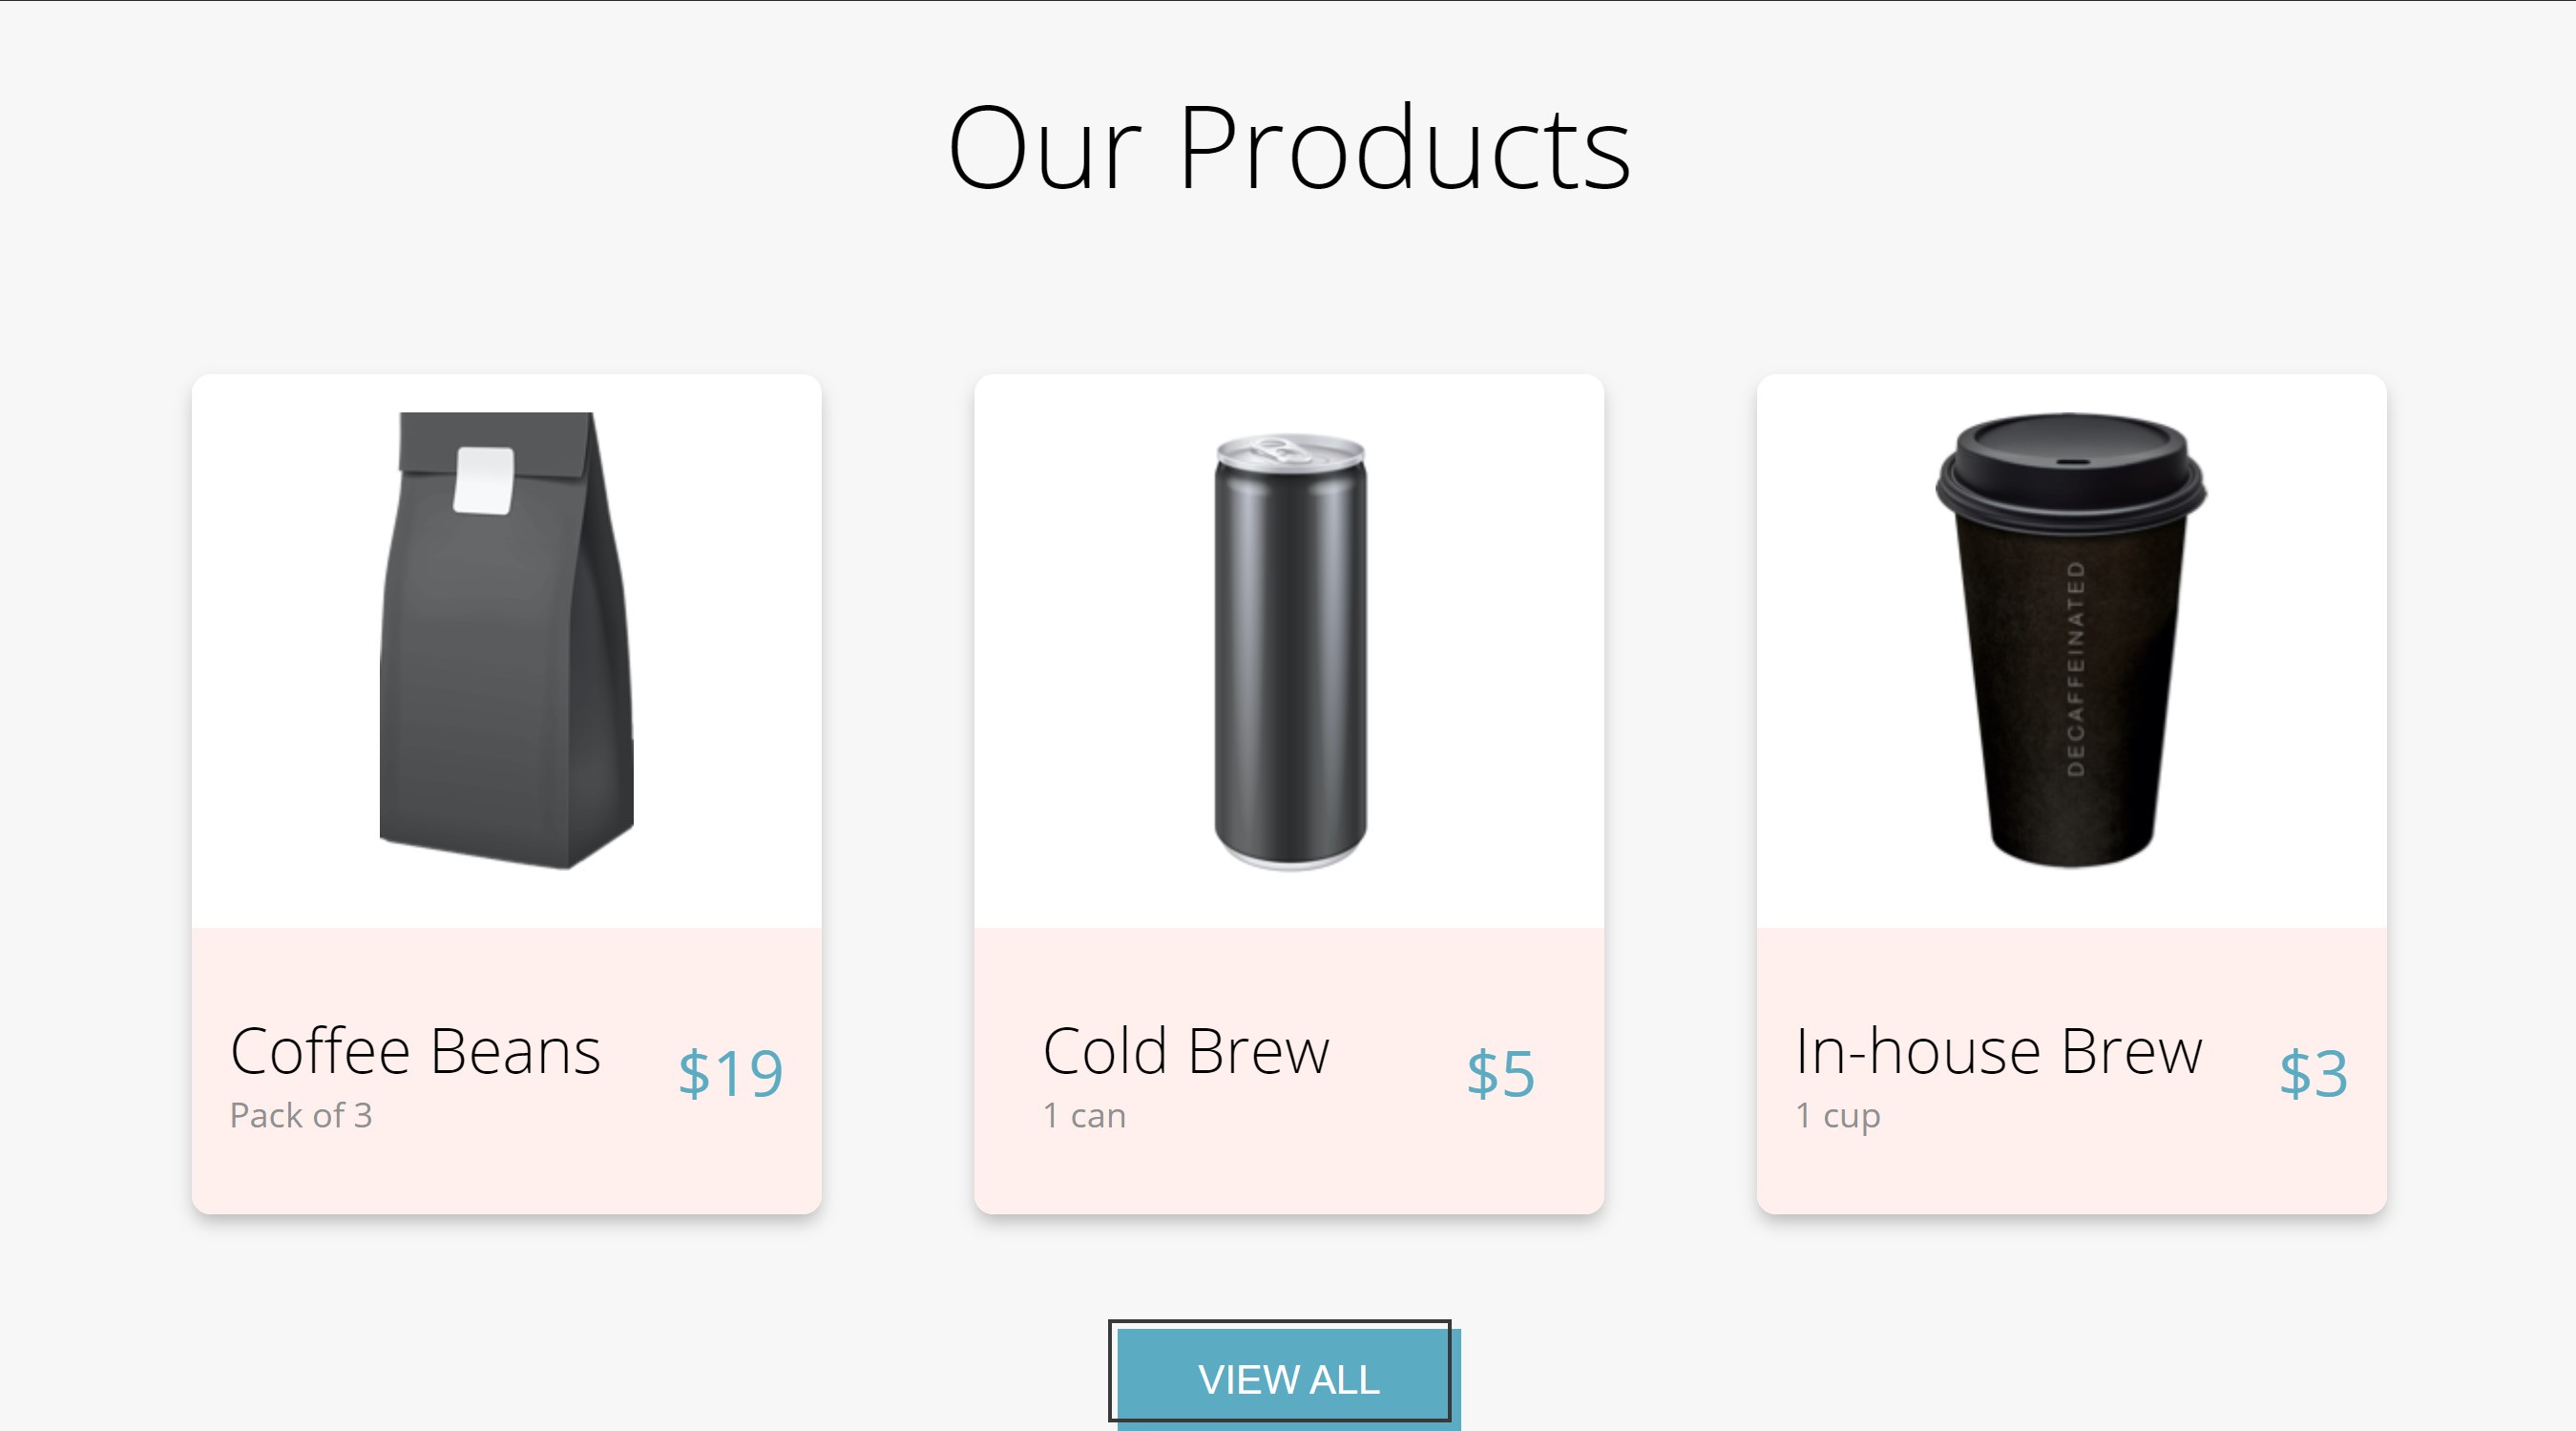 Our Products
DECAFFEINATED
Coffee Beans
Pack of 3
$19
Cold Brew
1 can
$5
In-house Brew
1 cup
$3
VIEW ALL